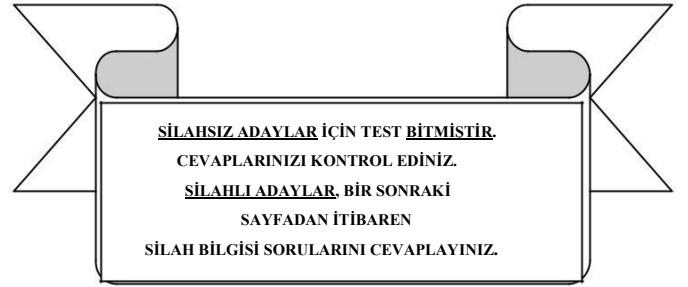 SİLAHSIZ ADAYLAR İÇİN TEST BİTMİSTİR.
CEVAPLARINIZI KONTROL EDİNİZ.
SİLAHLI ADAYLAR, BİR SONRAKİ
SAYFADAN İTİBAREN
SİLAH BİLGİSİ SORULARINI CEVAPLAYINIZ.